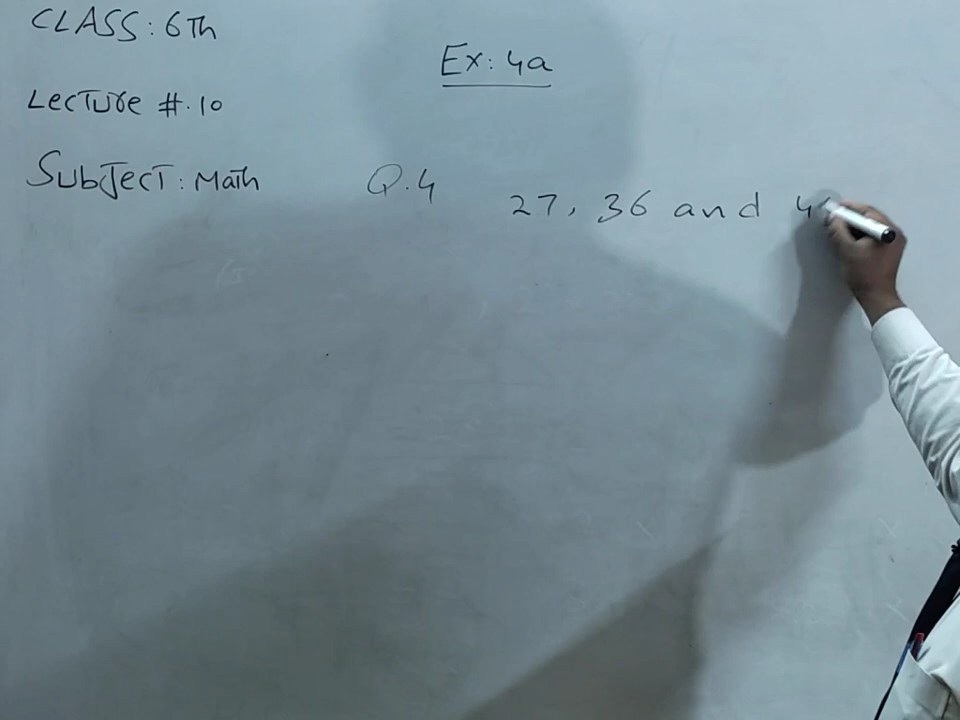 CLASS: 6Th
Ex: 4a
Lecture #.10
Subject: Math
Q.4 27, 36 and